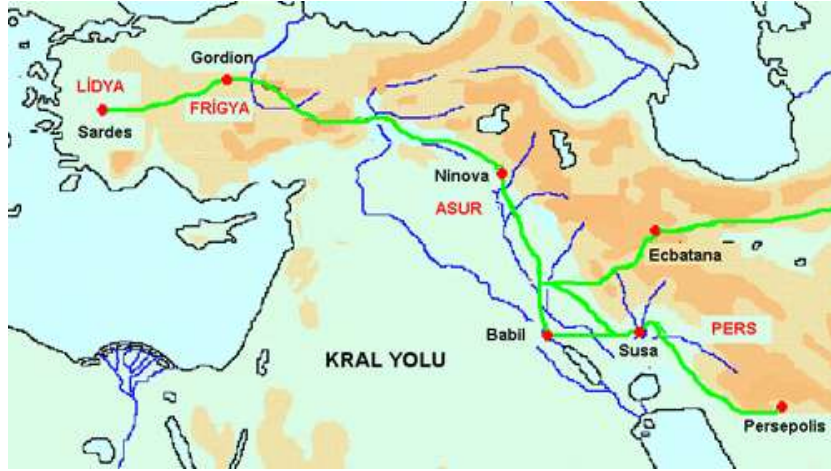 Gordion
LİDYA
FRİGYA
Sardes
Ninova
ASUR
Ecbatana
Babil
Susa
PERS
KRAL YOLU
Persepolis